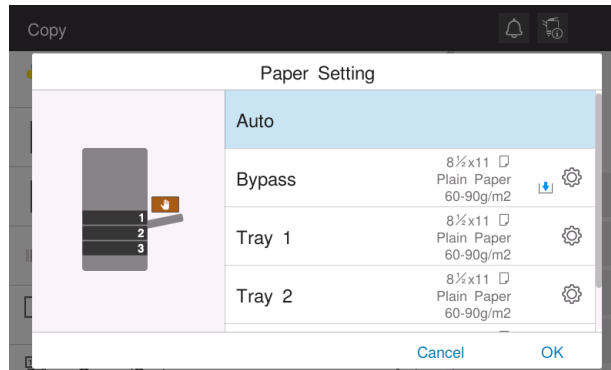 Copy
Paper Setting
Auto
Bypass
8½x11
Plain Paper
60-90g/m2
Tray 1
8½x11
Plain Paper
60-90g/m2
Tray 2
8½x11
Plain Paper
60-90g/m2
1
2
3
Cancel
OK